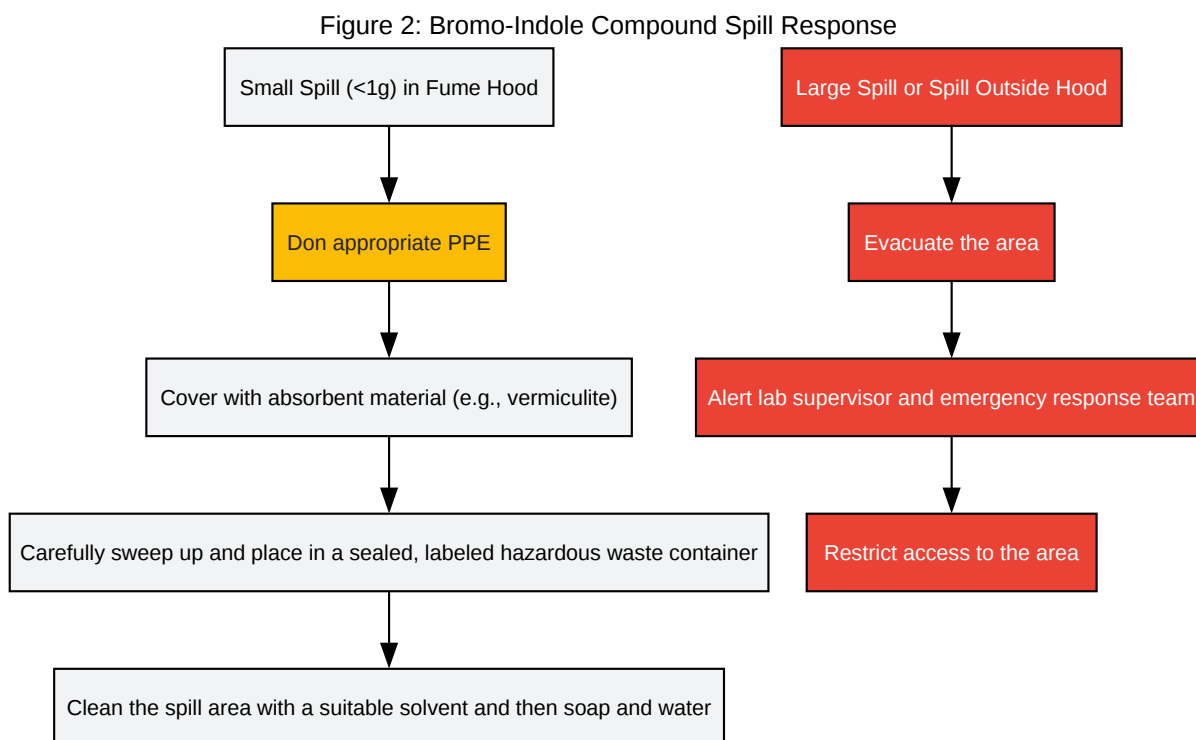 Figure 2: Bromo-Indole Compound Spill Response
Small Spill (<1g) in Fume Hood
Large Spill or Spill Outside Hood
Don appropriate PPE
Evacuate the area
Cover with absorbent material (e.g., vermiculite)
Alert lab supervisor and emergency response team
Carefully sweep up and place in a sealed, labeled hazardous waste container
Restrict access to the area
Clean the spill area with a suitable solvent and then soap and water